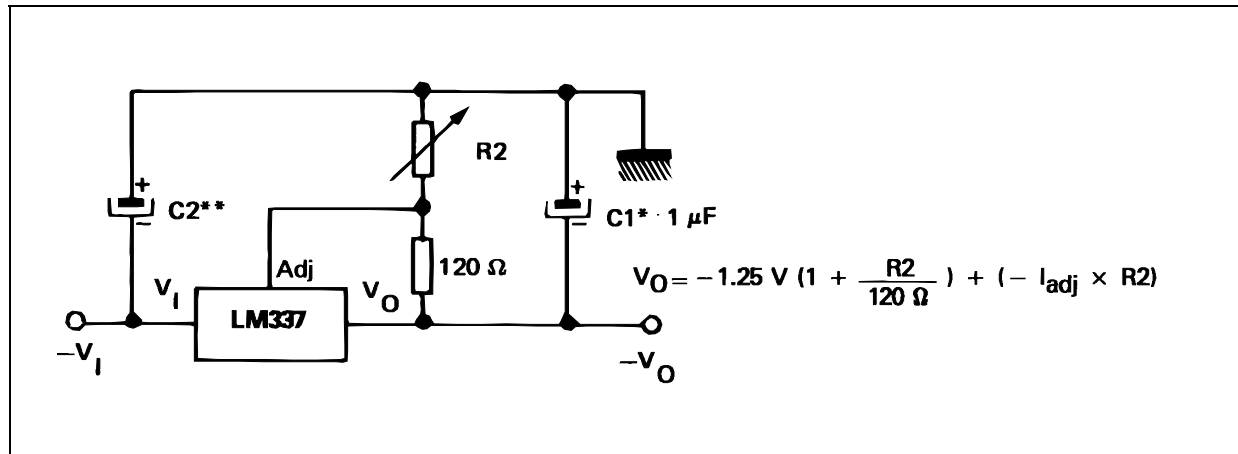 R2
+
C2**
−
+
C1* · 1 μF
−
Adj
120 Ω
V_I
LM337
V_O
V_O = −1.25 V (1 + R2 / 120 Ω ) + (− I_adj × R2)
−V_I
−V_O